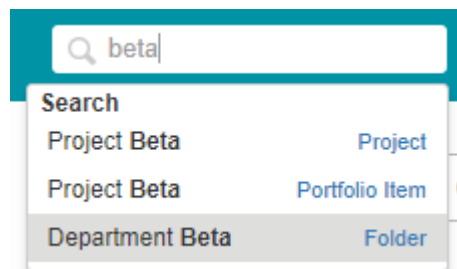 beta
Search
Project Beta Project
Project Beta Portfolio Item
Department Beta Folder